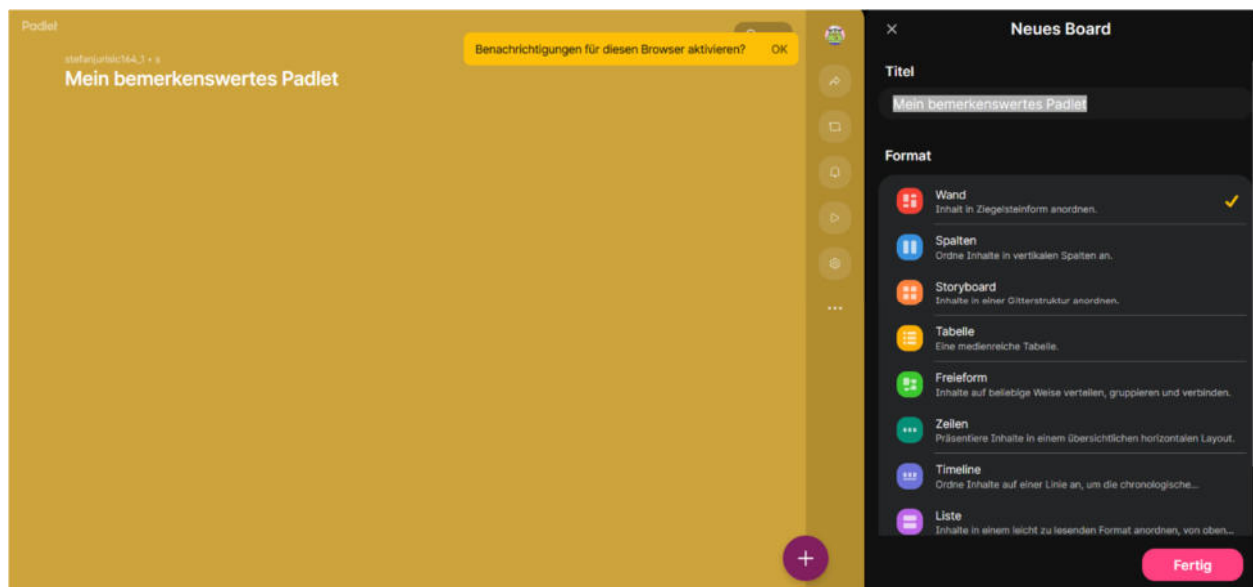 Padlet
stefanjurisic164_1 • s
Mein bemerkenswertes Padlet
Benachrichtigungen für diesen Browser aktivieren? OK
Neues Board
Titel
Mein bemerkenswertes Padlet
Format
Wand
Inhalt in Ziegelsteinform anordnen.
Spalten
Ordne Inhalte in vertikalen Spalten an.
Storyboard
Inhalte in einer Gitterstruktur anordnen.
Tabelle
Eine medienreiche Tabelle.
Freieform
Inhalte auf beliebige Weise verteilen, gruppieren und verbinden.
Zeilen
Präsentiere Inhalte in einem übersichtlichen horizontalen Layout.
Timeline
Ordne Inhalte auf einer Linie an, um die chronologische...
Liste
Inhalte in einem leicht zu lesenden Format anordnen, von oben...
Fertig